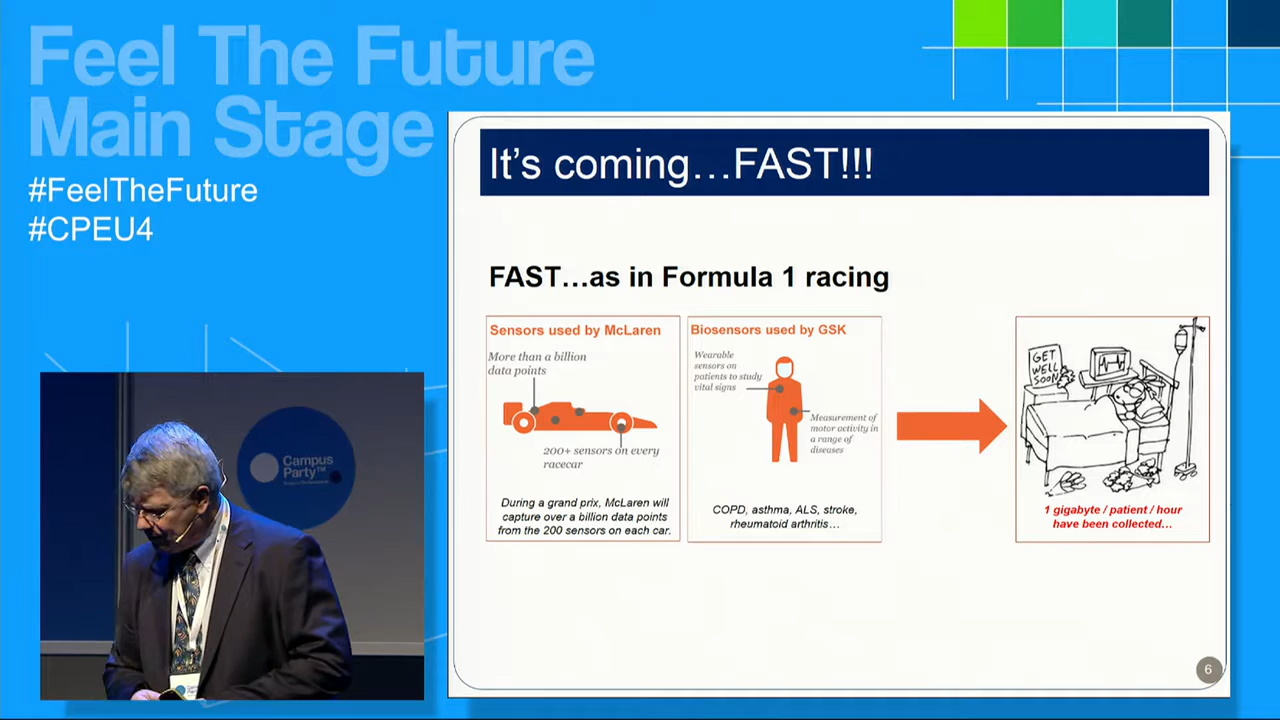 Feel The Future
Main Stage
#FeelTheFuture
#CPEU4
It's coming...FAST!!!
FAST...as in Formula 1 racing
Sensors used by McLaren
More than a billion
data points
200+ sensors on every
racecar
During a grand prix, McLaren will
capture over a billion data points
from the 200 sensors on each car.
Biosensors used by GSK
Wearable
sensors on
patients to study
vital signs
Measurement of
motor activity in
a range of
diseases
COPD, asthma, ALS, stroke,
rheumatoid arthritis...
GET
WELL
SOON
1 gigabyte / patient / hour
have been collected...
6
Campus
Party™